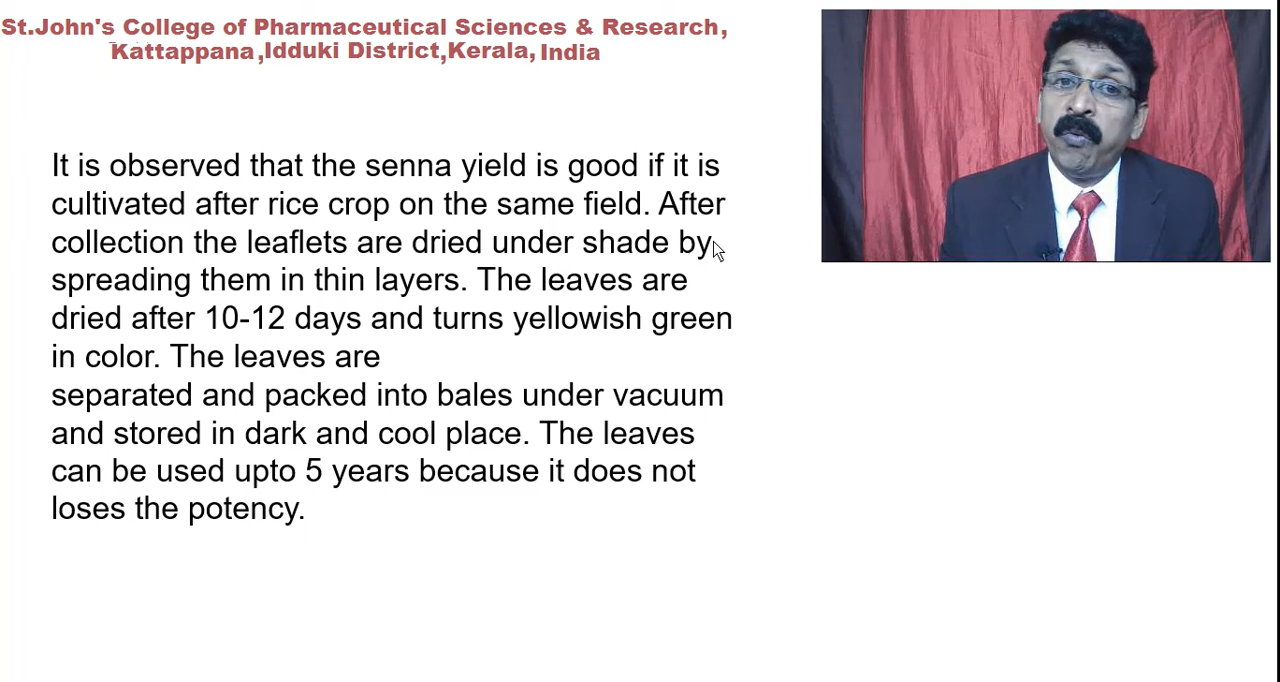 St.John's College of Pharmaceutical Sciences & Research,
Kattappana,Idduki District,Kerala, India
It is observed that the senna yield is good if it is
cultivated after rice crop on the same field. After
collection the leaflets are dried under shade by
spreading them in thin layers. The leaves are
dried after 10-12 days and turns yellowish green
in color. The leaves are
separated and packed into bales under vacuum
and stored in dark and cool place. The leaves
can be used upto 5 years because it does not
loses the potency.